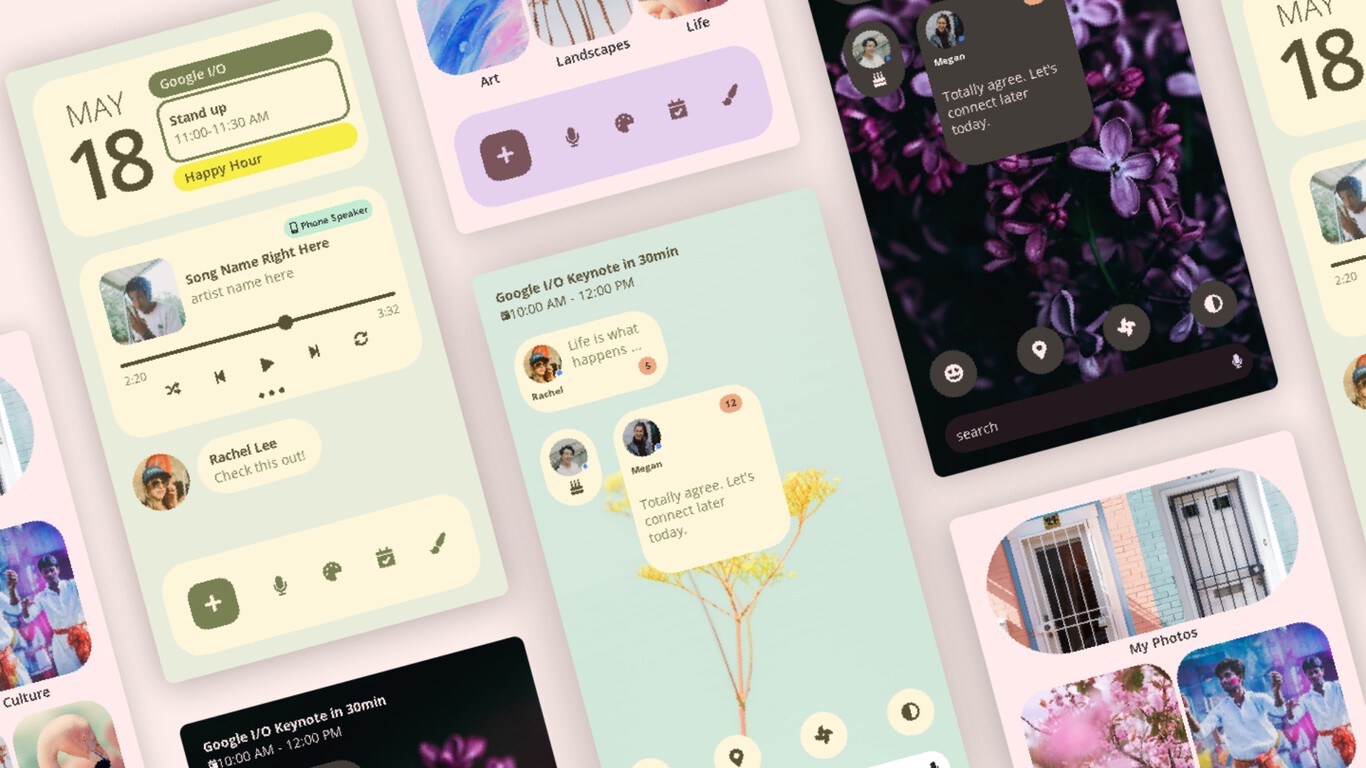 MAY
18
Google I/O
Stand up
11:00-11:30 AM
Happy Hour
Phone Speaker
Song Name Right Here
artist name here
2:20
3:32
Rachel Lee
Check this out!
Culture
Art
Landscapes
Life
Google I/O Keynote in 30min
10:00 AM - 12:00 PM
Life is what
happens ...
5
Rachel
12
Megan
Totally agree. Let's
connect later
today.
Google I/O Keynote in 30min
10:00 AM - 12:00 PM
Megan
Totally agree. Let's
connect later
today.
search
My Photos
MAY
18
2:20